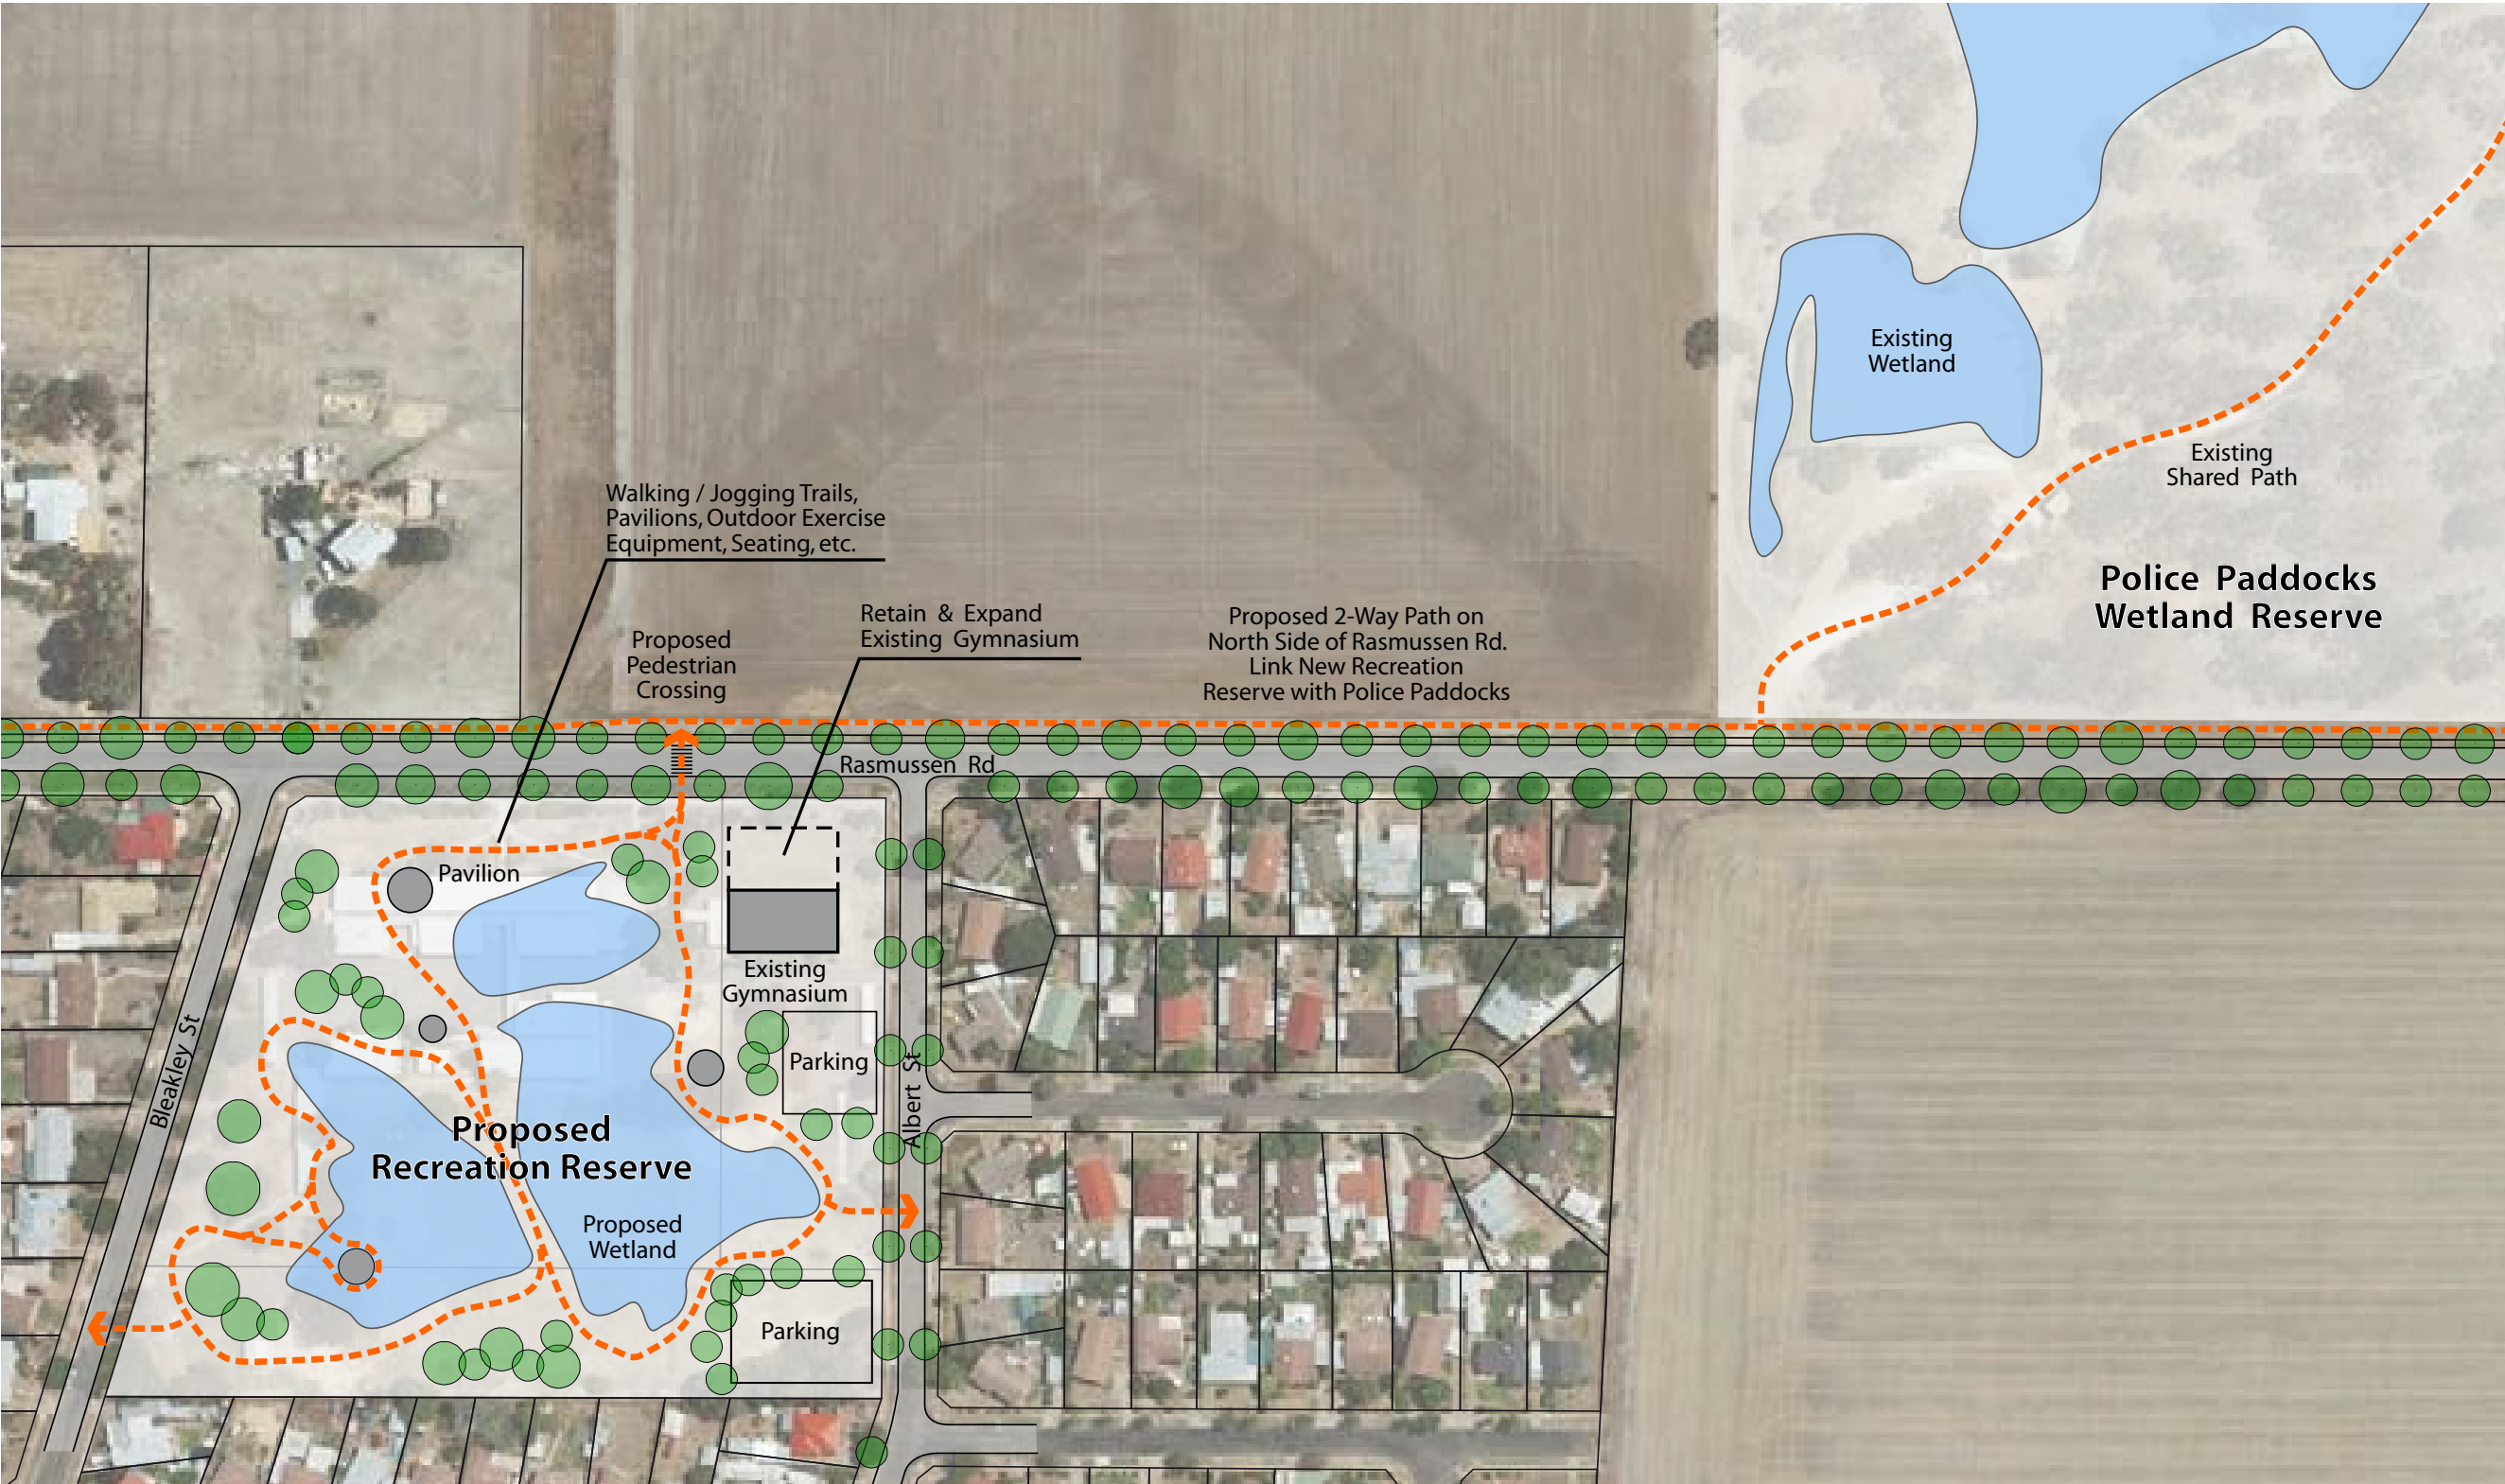 Existing
Wetland
Existing
Shared Path
Police Paddocks
Wetland Reserve
Walking / Jogging Trails,
Pavilions, Outdoor Exercise
Equipment, Seating, etc.
Retain & Expand
Existing Gymnasium
Proposed
Pedestrian
Crossing
Proposed 2-Way Path on
North Side of Rasmussen Rd.
Link New Recreation
Reserve with Police Paddocks
Rasmussen Rd
Pavilion
Existing
Gymnasium
Parking
Bleakley St
Albert St
Proposed
Recreation Reserve
Proposed
Wetland
Parking